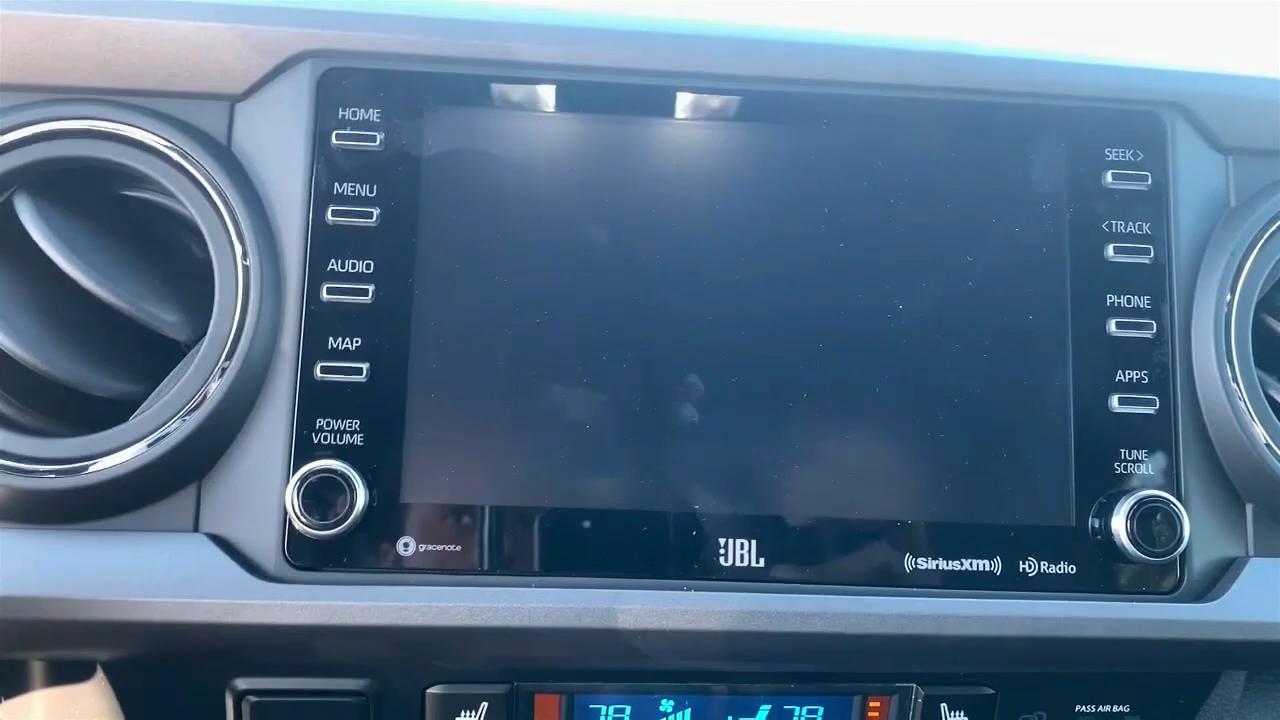 HOME
MENU
AUDIO
MAP
POWER
VOLUME
SEEK>
<TRACK
PHONE
APPS
TUNE
SCROLL
gracenote
JBL
((SiriusXM))
HD Radio
78
78
PASS AIR BAG